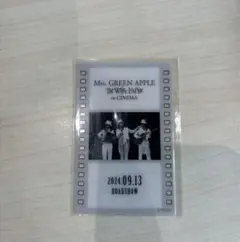 Mrs. GREEN APPLE
The White Lounge
in CINEMA
2024.09.13
ROADSHOW